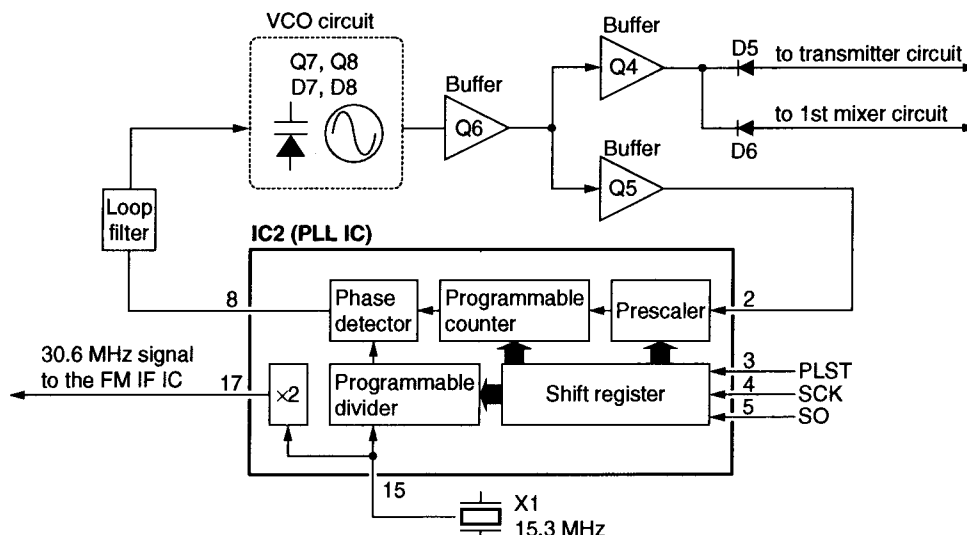 VCO circuit
Q7, Q8
D7, D8
Buffer
Q6
Buffer
Q4
D5
to transmitter circuit
to 1st mixer circuit
D6
Buffer
Q5
Loop
filter
IC2 (PLL IC)
8
Phase
detector
Programmable
counter
Prescaler
2
30.6 MHz signal
to the FM IF IC
17
×2
Programmable
divider
Shift register
3
PLST
4
SCK
5
SO
15
X1
15.3 MHz